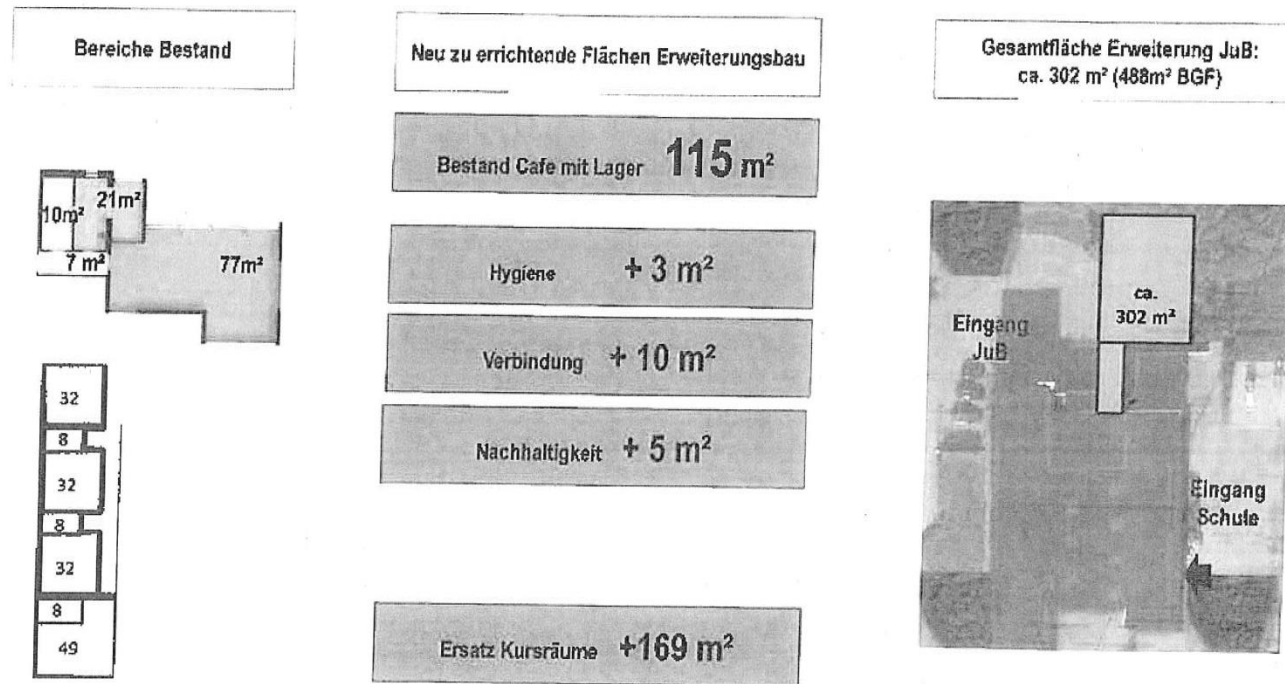 Bereiche Bestand
10m²
21m²
7 m²
77m²
32
8
32
8
32
8
49
Neu zu errichtende Flächen Erweiterungsbau
Bestand Cafe mit Lager 115 m²
Hygiene + 3 m²
Verbindung + 10 m²
Nachhaltigkeit + 5 m²
Ersatz Kursräume +169 m²
Gesamtfläche Erweiterung JuB:
ca. 302 m² (488m² BGF)
ca.
302 m²
Eingang
JuB
Eingang
Schule